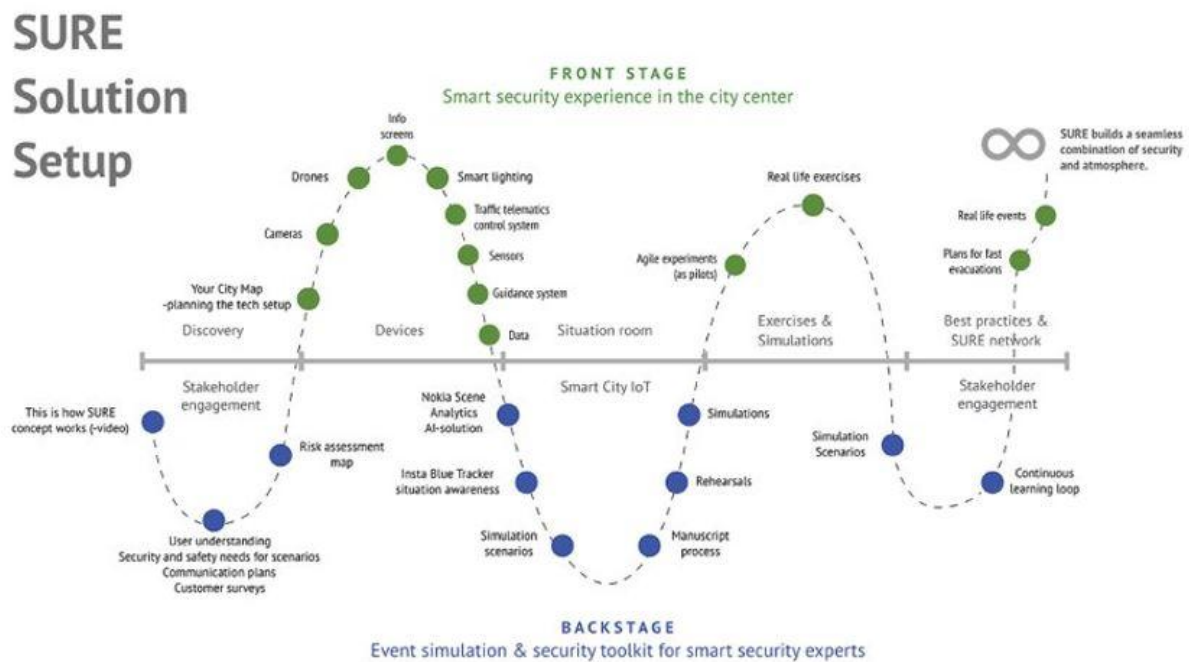 SURE
Solution
Setup
FRONT STAGE
Smart security experience in the city center
Info
screens
Drones
Smart lighting
Cameras
Traffic telematics
control system
Sensors
Your City Map
-planning the tech setup
Guidance system
Data
Real life exercises
Agile experiments
(as pilots)
SURE builds a seamless
combination of security
and atmosphere.
Real life events
Plans for fast
evacuations
Discovery
Devices
Situation room
Exercises &
Simulations
Best practices &
SURE network
Stakeholder
engagement
Smart City IoT
Stakeholder
engagement
This is how SURE
concept works (-video)
Risk assessment
map
User understanding
Security and safety needs for scenarios
Communication plans
Customer surveys
Nokia Scene
Analytics
AI-solution
Insta Blue Tracker
situation awareness
Simulation
scenarios
Manuscript
process
Rehearsals
Simulations
Simulation
Scenarios
Continuous
learning loop
BACKSTAGE
Event simulation & security toolkit for smart security experts